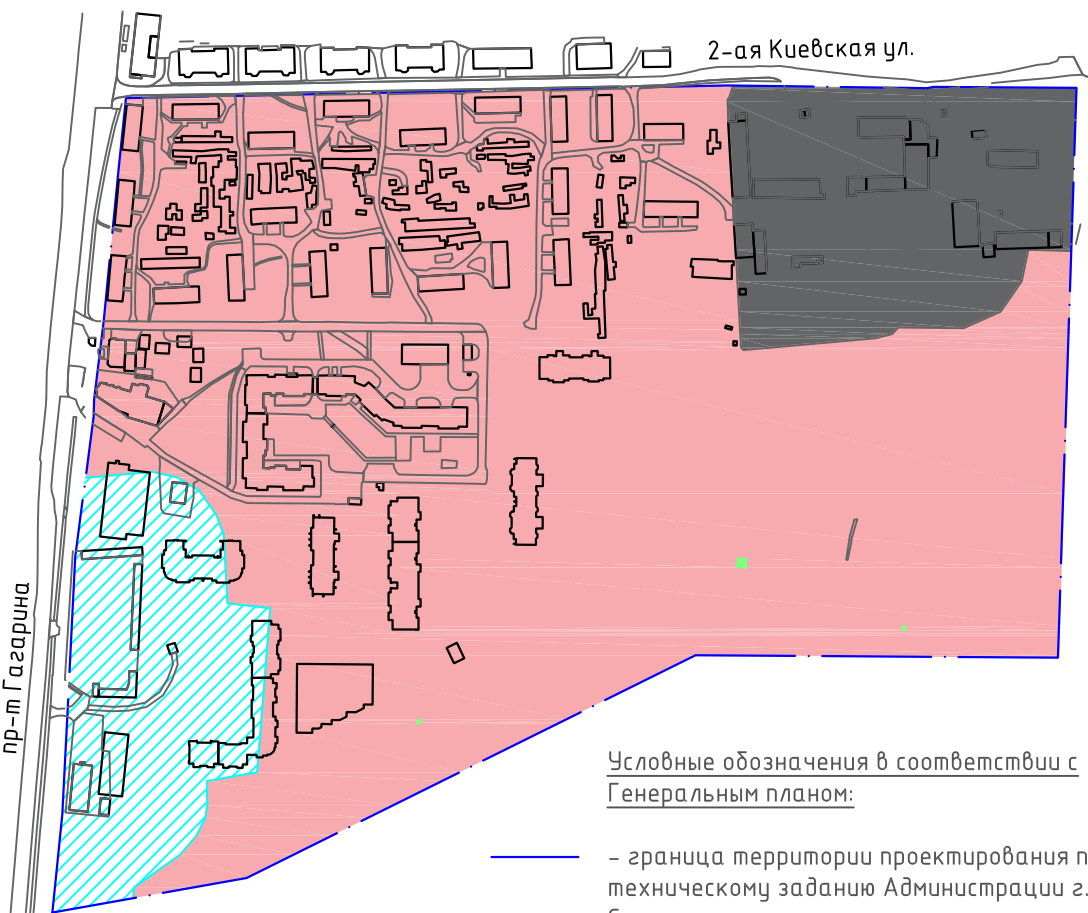 2-ая Киевская ул.
пр-т Гагарина
Условные обозначения в соответствии с
Генеральным планом:
- граница территории проектирования п
техническому заданию Администрации г.